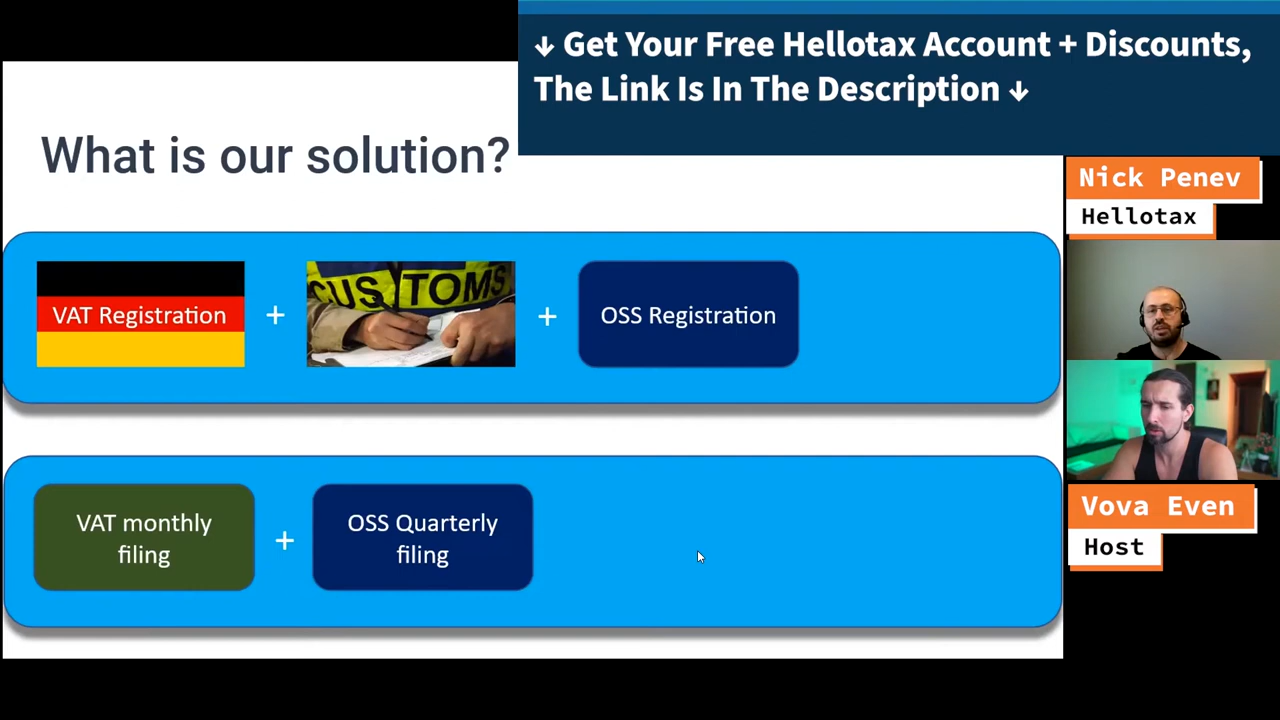 ↓ Get Your Free Hellotax Account + Discounts,
The Link Is In The Description ↓
What is our solution?
Nick Penev
Hellotax
VAT Registration
+
CUSTOMS
+
OSS Registration
VAT monthly
filing
+
OSS Quarterly
filing
Vova Even
Host